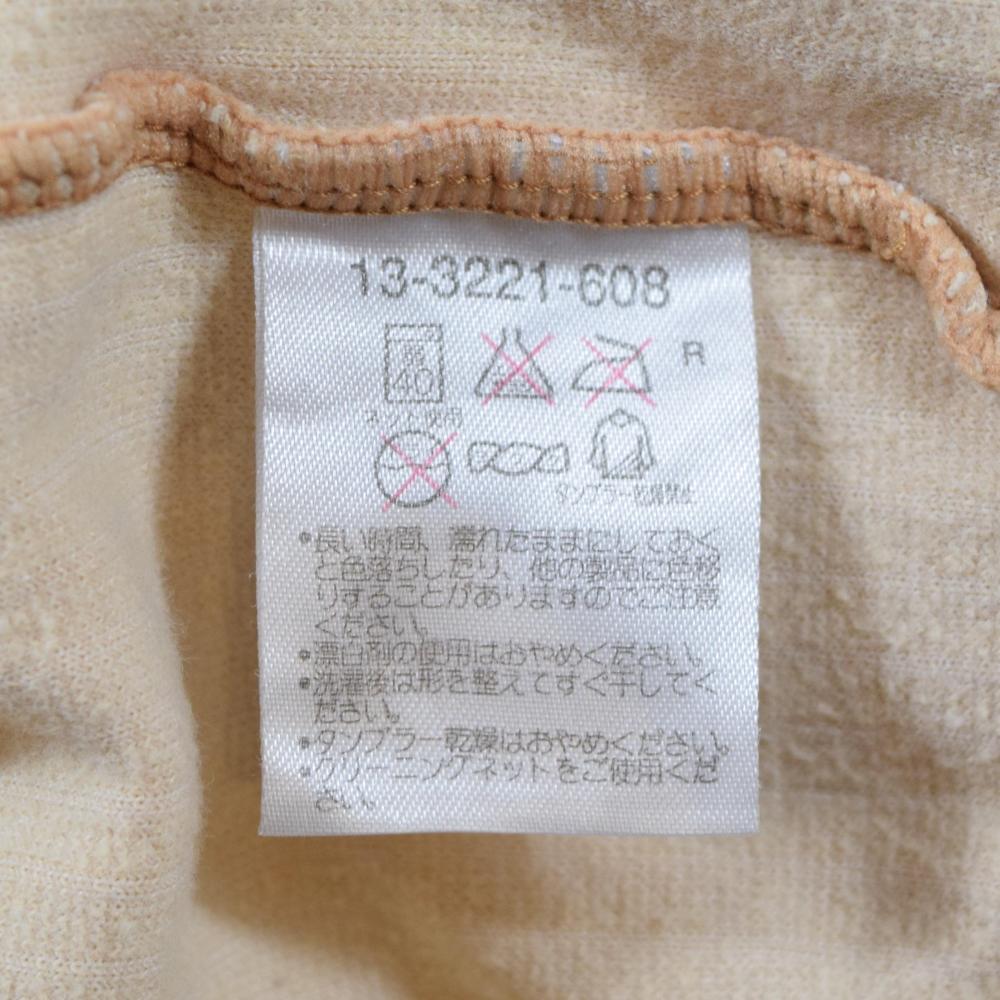 13-3221-608
弱
40
R
ネット使用
タンブラー乾燥禁止
・長い時間、濡れたままにしておく
と色落ちしたり、他の製品に色移
りすることがありますのでご注意
ください。
・漂白剤の使用はおやめください。
・洗濯後は形を整えてすぐ干してく
ださい。
・タンブラー乾燥はおやめください。
・クリーニングネットをご使用くだ
さい。